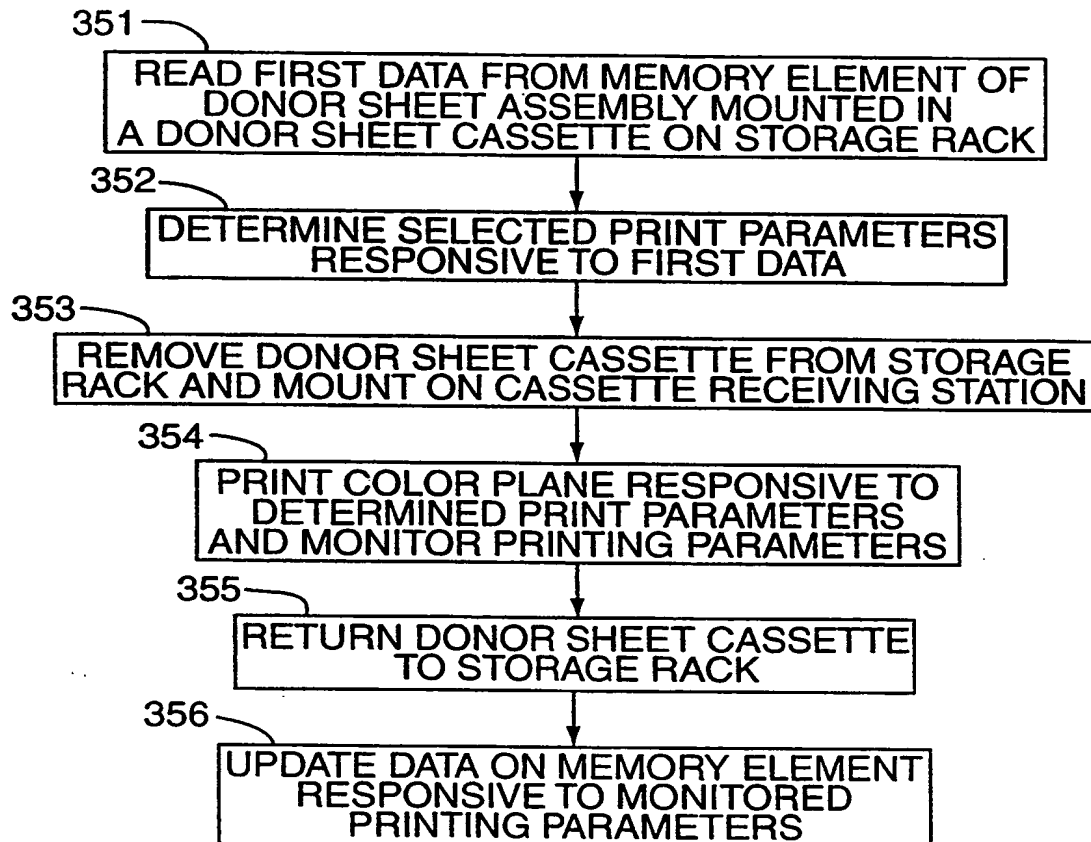 351
READ FIRST DATA FROM MEMORY ELEMENT OF
DONOR SHEET ASSEMBLY MOUNTED IN
A DONOR SHEET CASSETTE ON STORAGE RACK
352
DETERMINE SELECTED PRINT PARAMETERS
RESPONSIVE TO FIRST DATA
353
REMOVE DONOR SHEET CASSETTE FROM STORAGE
RACK AND MOUNT ON CASSETTE RECEIVING STATION
354
PRINT COLOR PLANE RESPONSIVE TO
DETERMINED PRINT PARAMETERS
AND MONITOR PRINTING PARAMETERS
355
RETURN DONOR SHEET CASSETTE
TO STORAGE RACK
356
UPDATE DATA ON MEMORY ELEMENT
RESPONSIVE TO MONITORED
PRINTING PARAMETERS